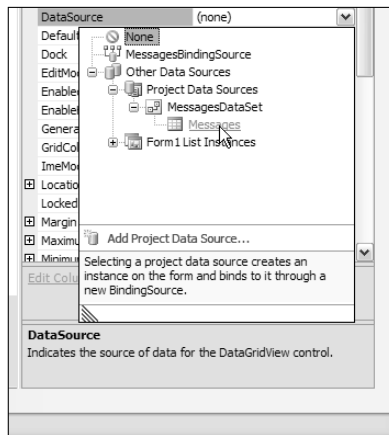 DataSource (none)
Default
None
Dock
MessagesBindingSource
EditMo
Other Data Sources
Enable
Project Data Sources
Enable
MessagesDataSet
Genera
Messages
GridCol
Form1 List Instances
ImeMo
Locatio
Locked
Margin
Maximu
Add Project Data Source...
Minimum
Selecting a project data source creates an
Edit Colu
instance on the form and binds to it through a
new BindingSource.
DataSource
Indicates the source of data for the DataGridView control.